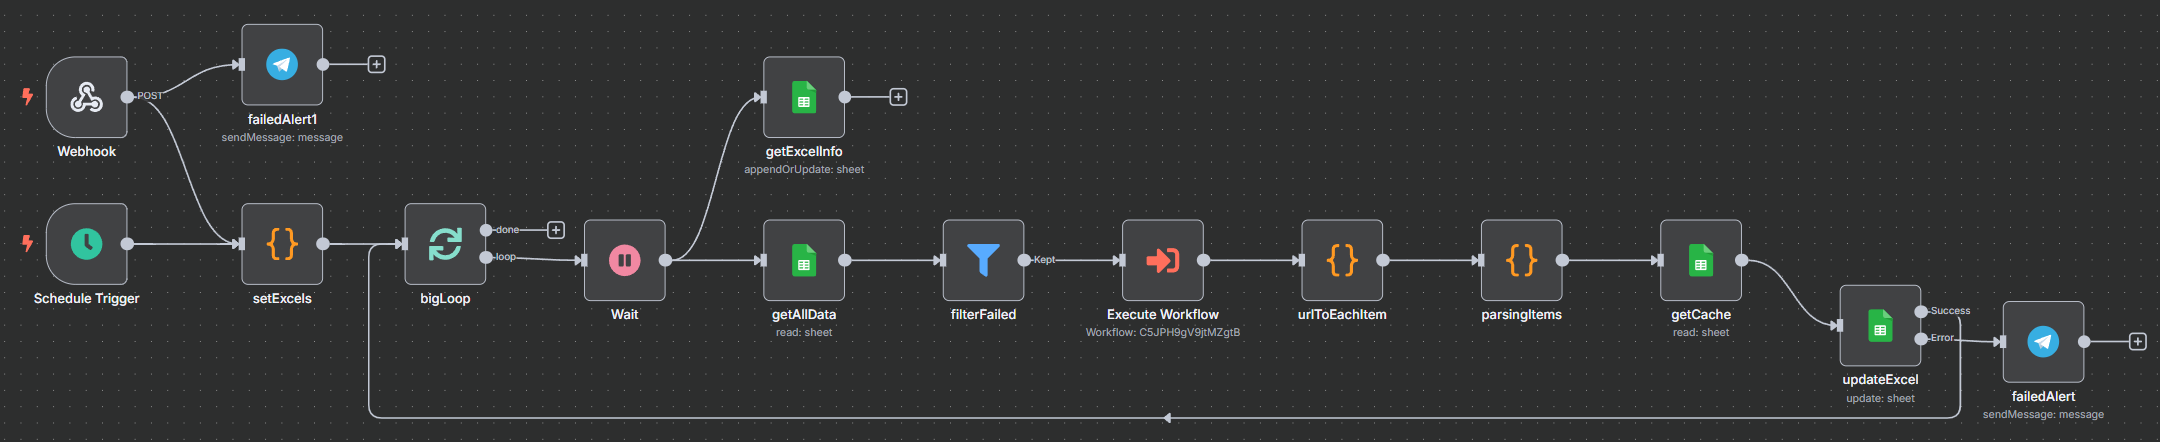 POST
failedAlert1
sendMessage: message
Webhook
getExcelInfo
appendOrUpdate: sheet
Schedule Trigger
setExcels
done
loop
bigLoop
Wait
getAllData
read: sheet
Kept
filterFailed
Execute Workflow
Workflow: C5JPH9gV9jtMZgtB
urlToEachItem
parsingItems
getCache
read: sheet
Success
Error
updateExcel
update: sheet
failedAlert
sendMessage: message